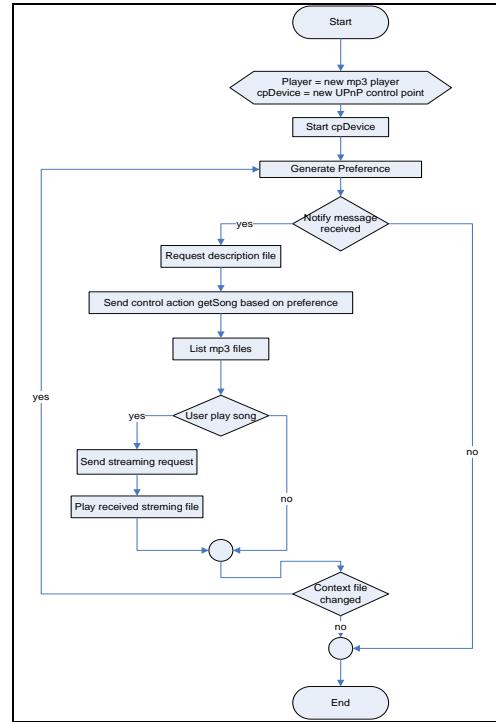 Start
Player = new mp3 player
cpDevice = new UPnP control point
Start cpDevice
Generate Preference
Notify message
received
yes
Request description file
Send control action getSong based on preference
List mp3 files
yes
User play song
yes
no
Send streaming request
no
Play received streming file
Context file
changed
no
End